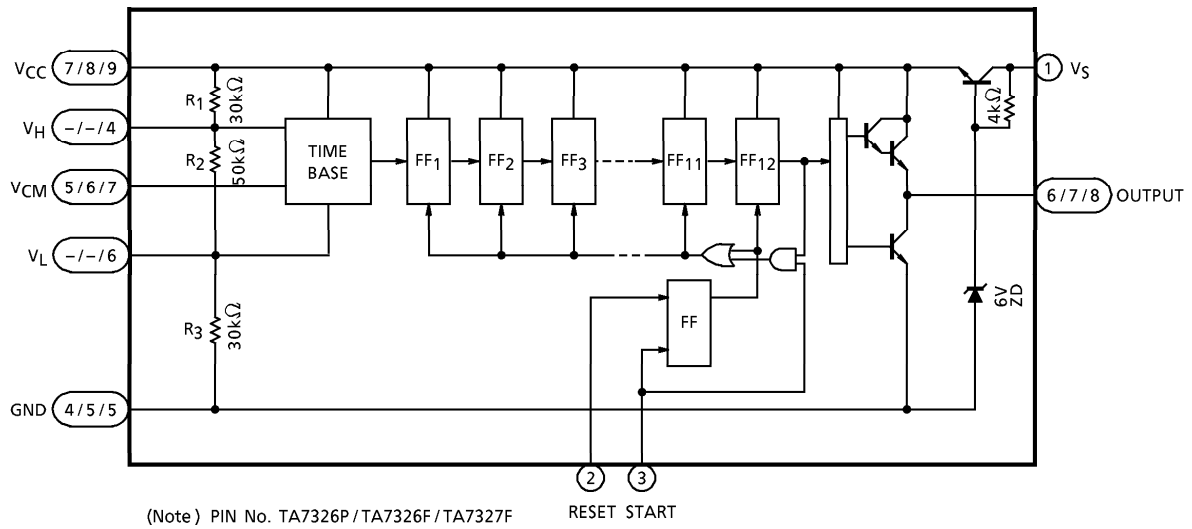 VCC 7/8/9
R1 30kΩ
VH -/-/4
R2 50kΩ
VCM 5/6/7
VL -/-/6
R3 30kΩ
GND 4/5/5
TIME
BASE
FF1
FF2
FF3
FF11
FF12
FF
4kΩ
1 VS
6/7/8 OUTPUT
6V
ZD
2 3
RESET START
(Note) PIN No. TA7326P/TA7326F/TA7327F